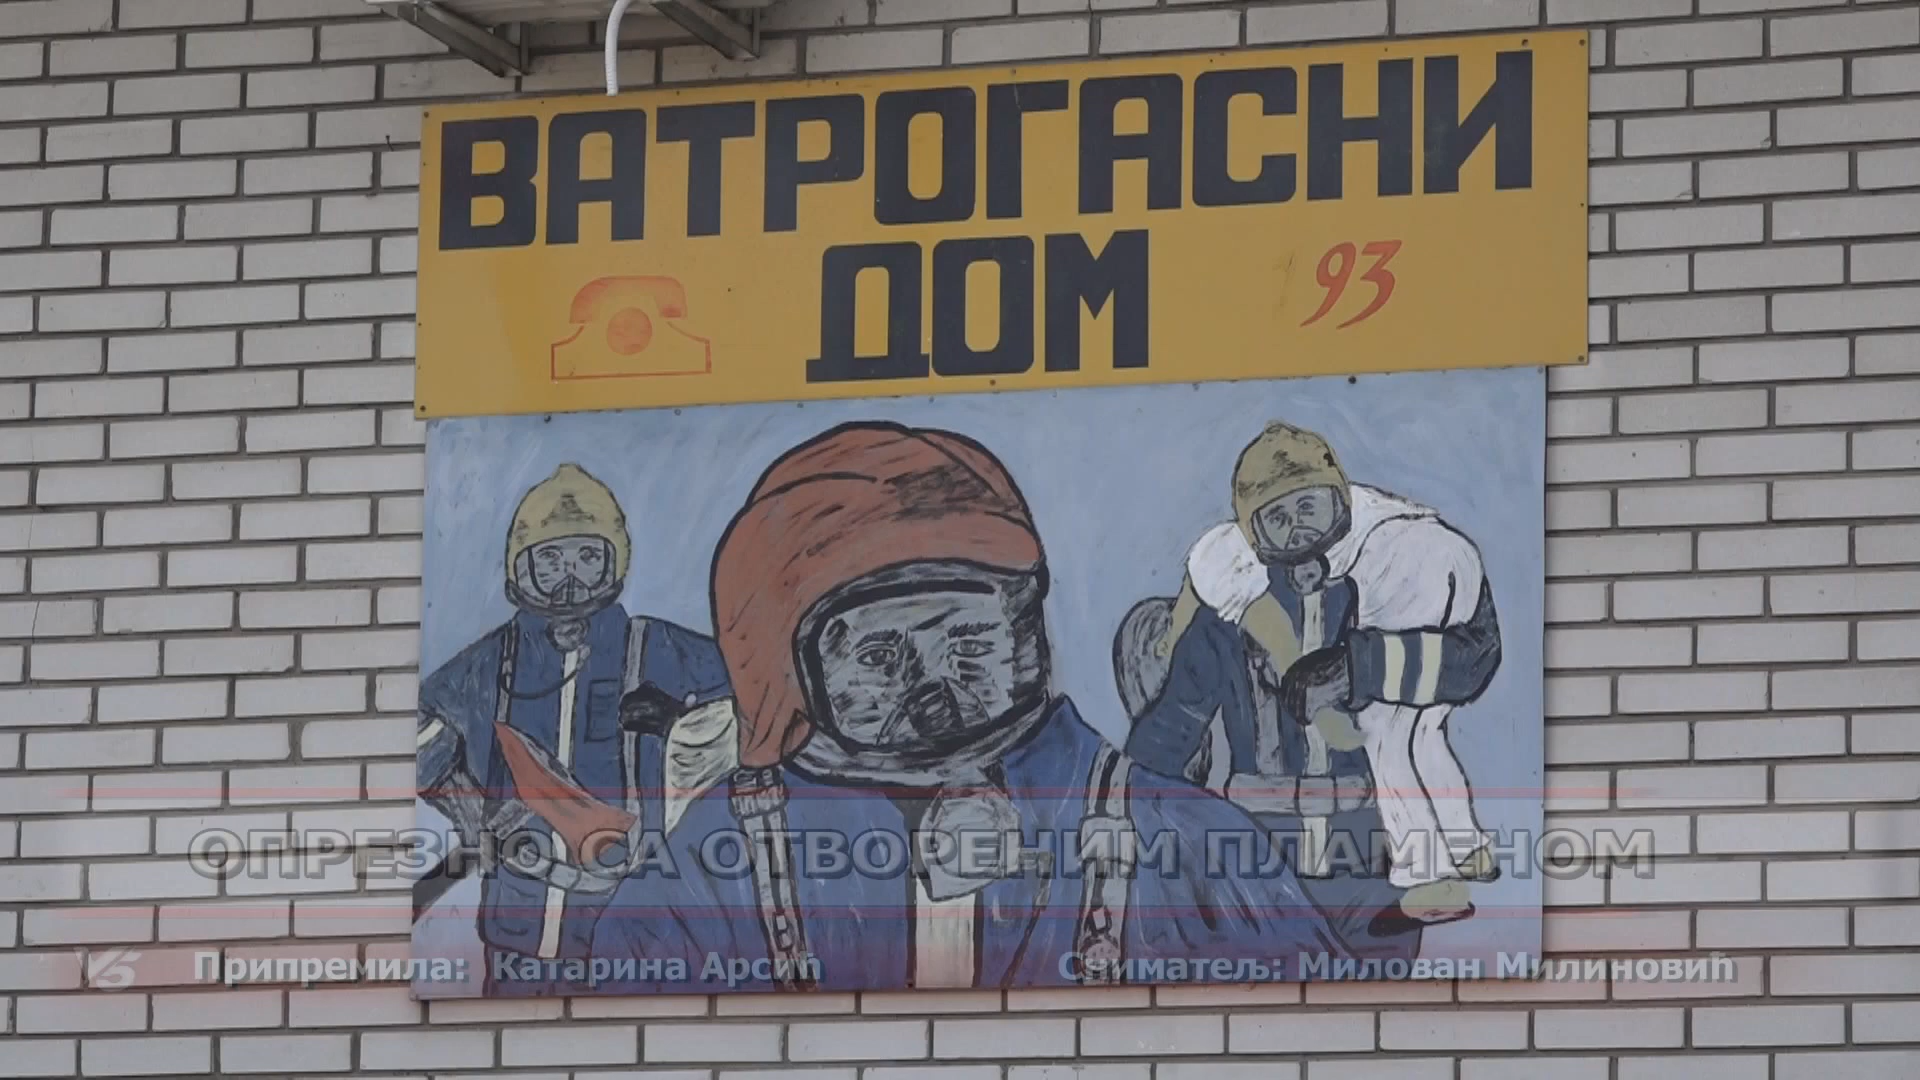 ВАТРОГАСНИ
ДОМ
93
ОПРЕЗНО СА ОТВОРЕНИМ ПЛАМЕНОМ
Припремила: Катарина Арсић
Сниматељ: Милован Милиновић